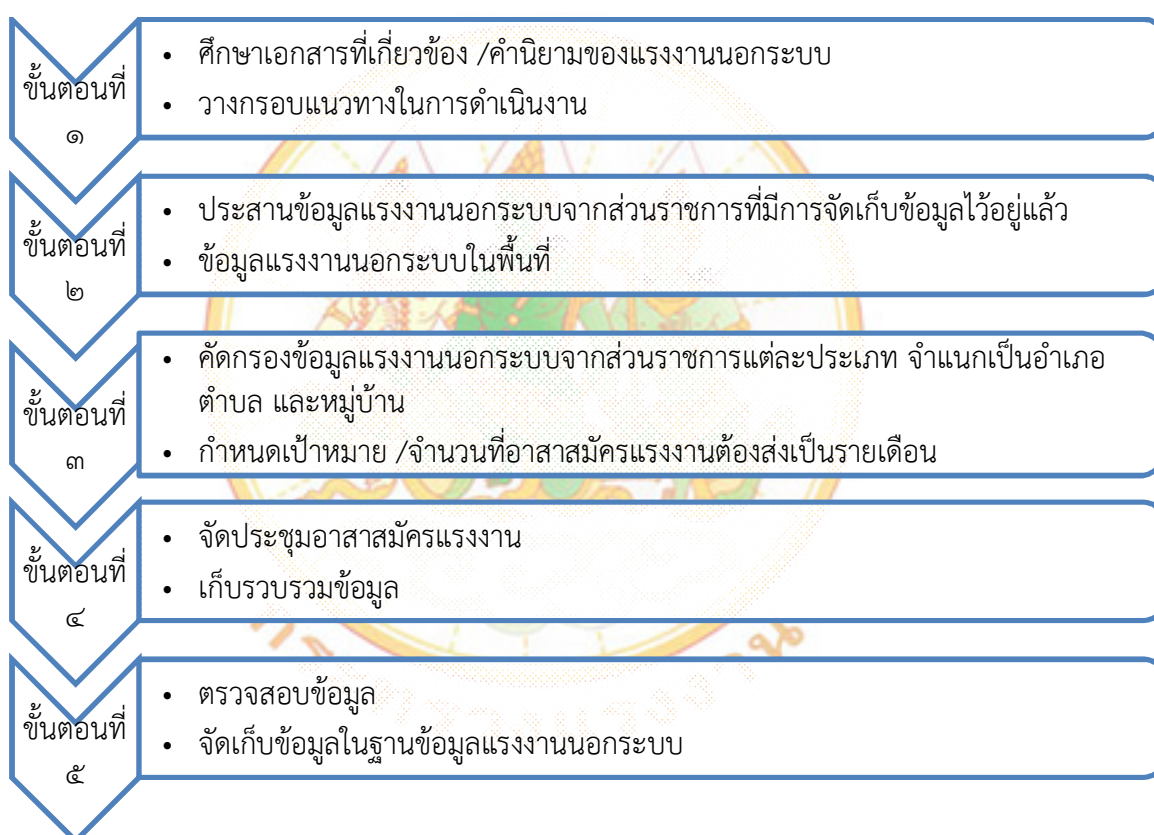 ขั้นตอนที่
๑
• ศึกษาเอกสารที่เกี่ยวข้อง /คำนิยามของแรงงานนอกระบบ
• วางกรอบแนวทางในการดำเนินงาน
ขั้นตอนที่
๒
• ประสานข้อมูลแรงงานนอกระบบจากส่วนราชการที่มีการจัดเก็บข้อมูลไว้อยู่แล้ว
• ข้อมูลแรงงานนอกระบบในพื้นที่
ขั้นตอนที่
๓
• คัดกรองข้อมูลแรงงานนอกระบบจากส่วนราชการแต่ละประเภท จำแนกเป็นอำเภอ
ตำบล และหมู่บ้าน
• กำหนดเป้าหมาย /จำนวนที่อาสาสมัครแรงงานต้องส่งเป็นรายเดือน
ขั้นตอนที่
๔
• จัดประชุมอาสาสมัครแรงงาน
• เก็บรวบรวมข้อมูล
ขั้นตอนที่
๕
• ตรวจสอบข้อมูล
• จัดเก็บข้อมูลในฐานข้อมูลแรงงานนอกระบบ